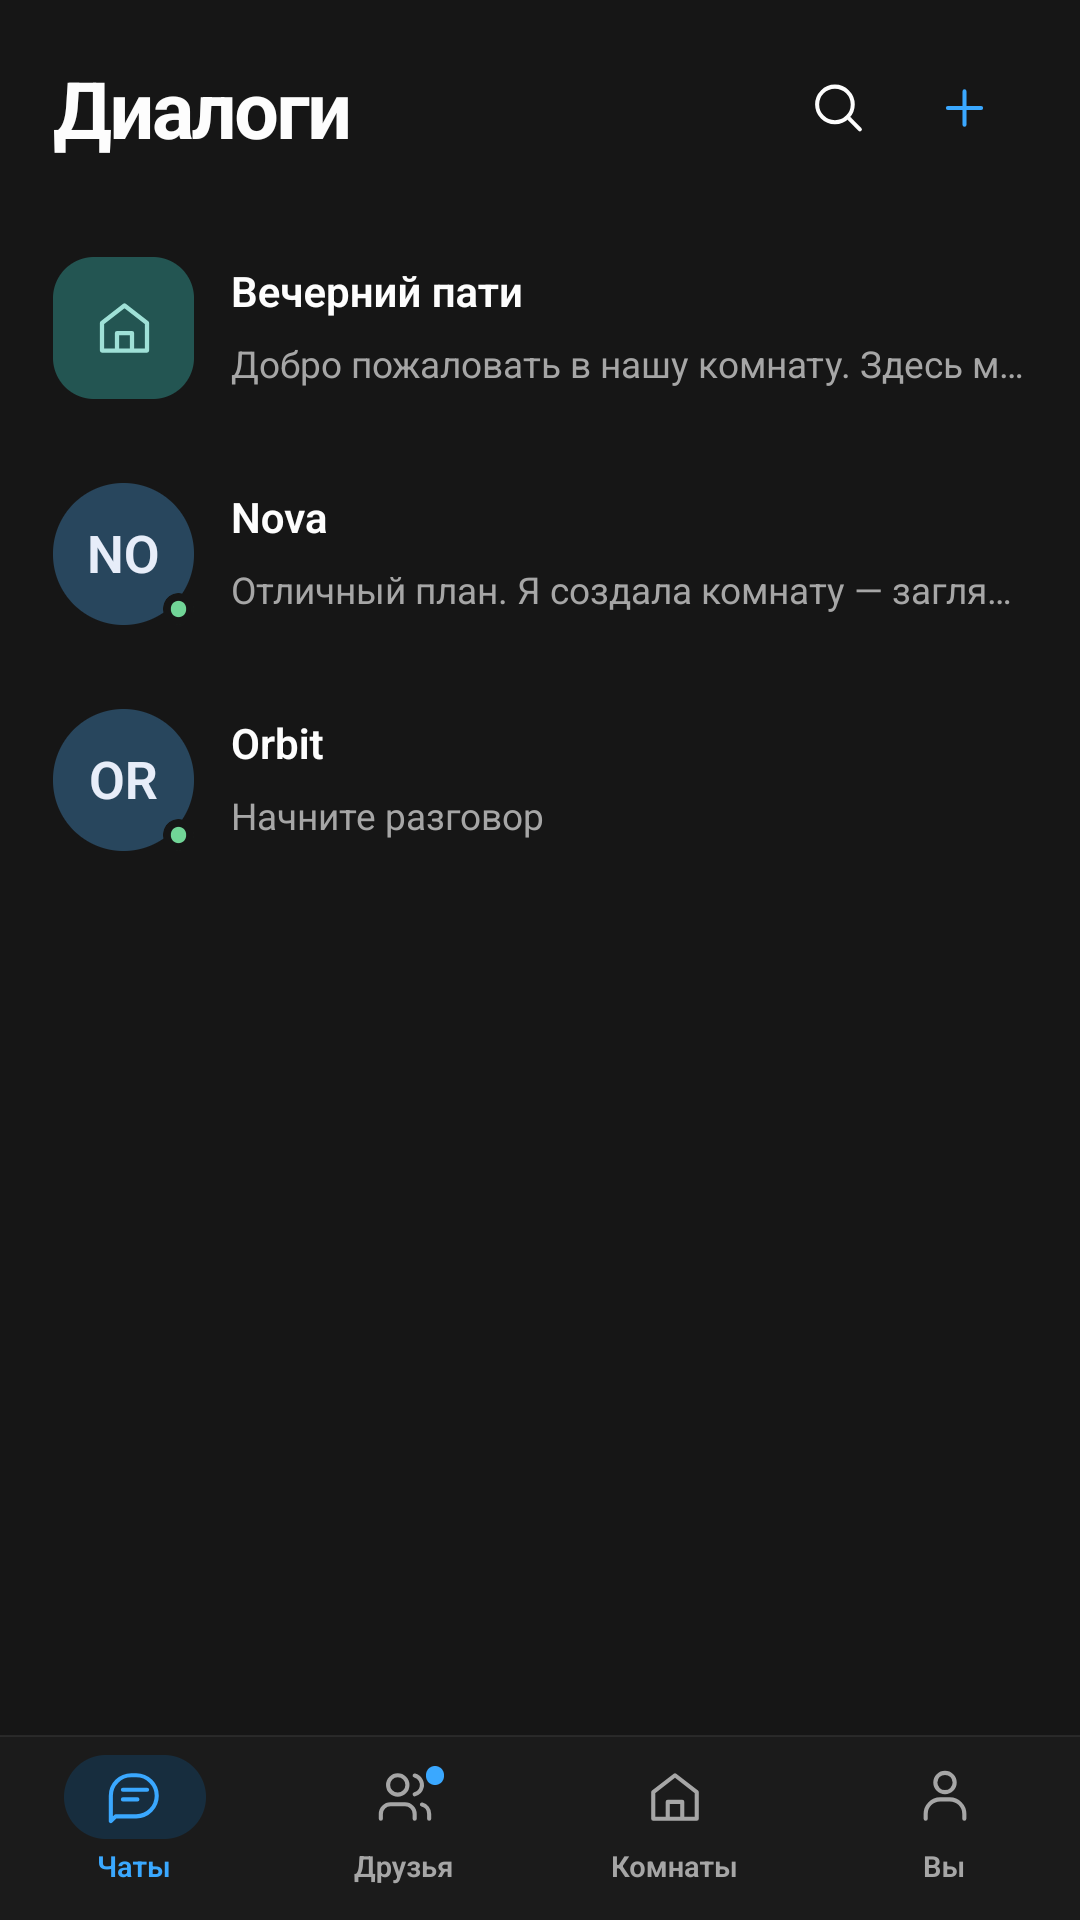 Диалоги
Вечерний пати
Добро пожаловать в нашу комнату. Здесь м...
NO
Nova
Отличный план. Я создала комнату — загля...
OR
Orbit
Начните разговор
Чаты
Друзья
Комнаты
Вы